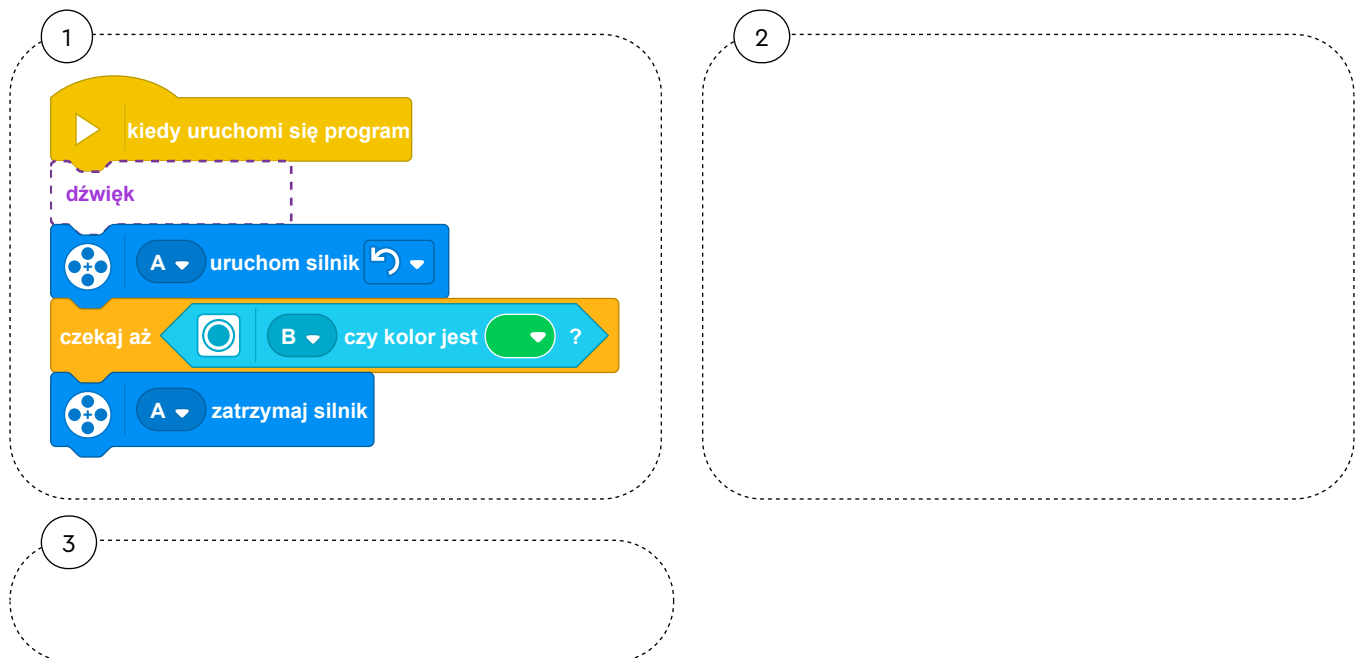 1
kiedy uruchomi się program
dźwięk
A uruchom silnik
czekaj aż B czy kolor jest ?
A zatrzymaj silnik
2
3